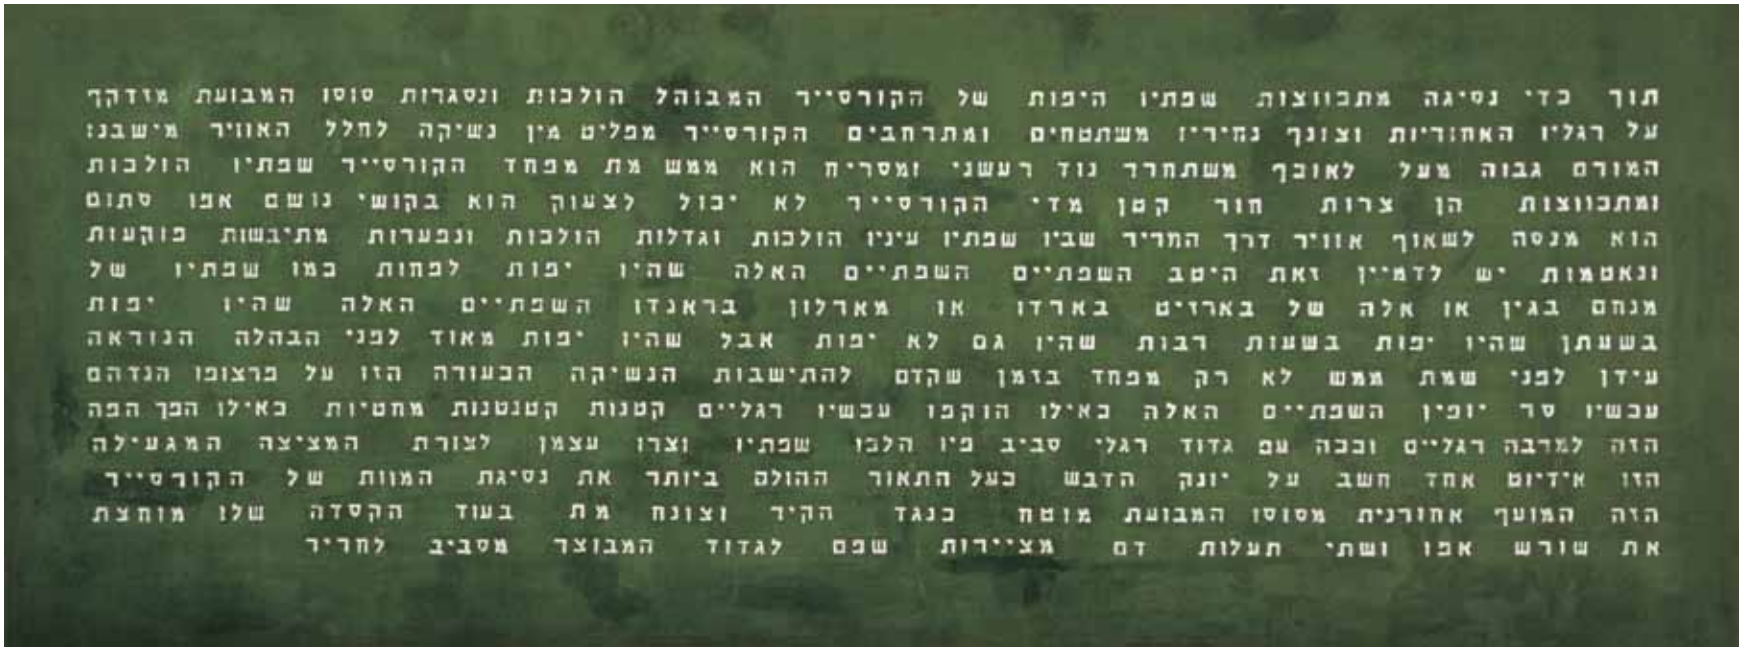 תוך כדי נסיגה מתכווצות שפתיו היפות של הקורסייר המבוהל הולכות ונסגרות סוסו המבועת מזדקף
על רגליו האחוריות וצונף נחיריו משתטחים ומתרחבים הקורסייר מפליט מין נשיקה לחלל האוויר מישבנו
המורם גבוה מעל לאוכף משתחרר נוד רעשני ומסריח הוא ממש מת מפחד הקורסייר שפתיו הולכות
ומתכווצות הן צרות חור קטן מדי הקורסייר לא יכול לצעוק הוא בקושי נושם אפו סתום
הוא מנסה לשאוף אוויר דרך החריר שבין שפתיו עיניו הולכות וגדלות הולכות ונפערות מתיבשות פוקעות
ונאטמות יש לדמיין זאת היטב השפתיים השפתיים האלה שהיו יפות לפחות כמו שפתיו של
מנחם בגין או אלה של בארזיט בארדו או מארלון בראנדו השפתיים האלה שהיו יפות
בשעתן שהיו יפות בשעות רבות שהיו גם לא יפות אבל שהיו יפות מאוד לפני הבהלה הנוראה
עידן לפני שמת ממש לא רק מפחד בזמן שקדם להתישבות הנשיקה הכעורה הזו על פרצופו הנדהם
עכשיו סר יופין השפתיים האלה כאילו הוקפו עכשיו רגליים קטנות קטנטנות מחטיות כאילו הפך הפה
הזה למרבה רגליים וככה עם גדוד רגלי סביב פיו הלכו שפתיו וצרו עצמן לצורת המציצה המגעילה
הזו אידיוט אחד חשב על יונק הדבש כעל התאור ההולם ביותר את נסיגת המוות של הקורסייר
הזה המועף אחורנית מסוסו המבועת מוטח כנגד הקיר וצונח מת בעוד הקסדה שלו מוחצת
את שורש אפו ושתי תעלות דם מציירות שפם לגדוד המבוצר מסביב לחריר